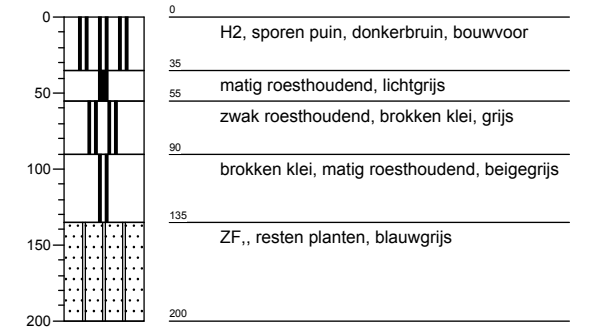 0
0
H2, sporen puin, donkerbruin, bouwvoor
35
matig roesthoudend, lichtgrijs
50
55
zwak roesthoudend, brokken klei, grijs
90
brokken klei, matig roesthoudend, beigegrijs
100
135
ZF,, resten planten, blauwgrijs
150
200
200